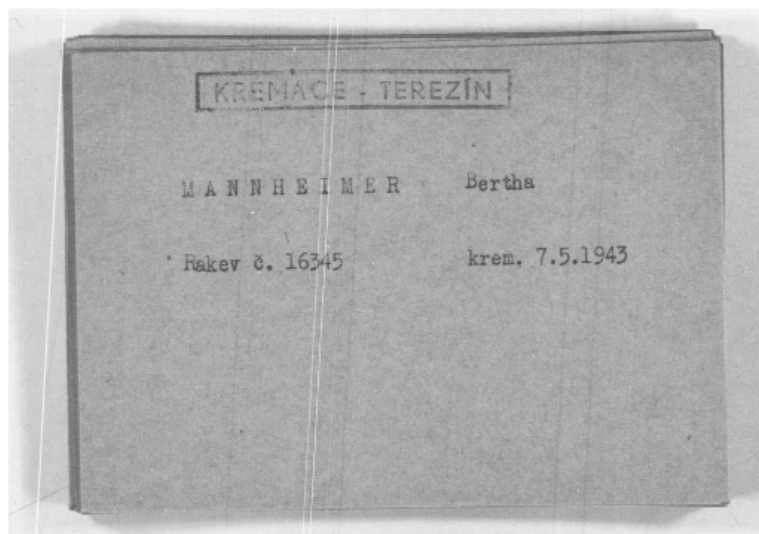 KREMACE - TEREZÍN
MANNHEIMER Bertha
Rakev č. 16345 krem. 7.5.1943